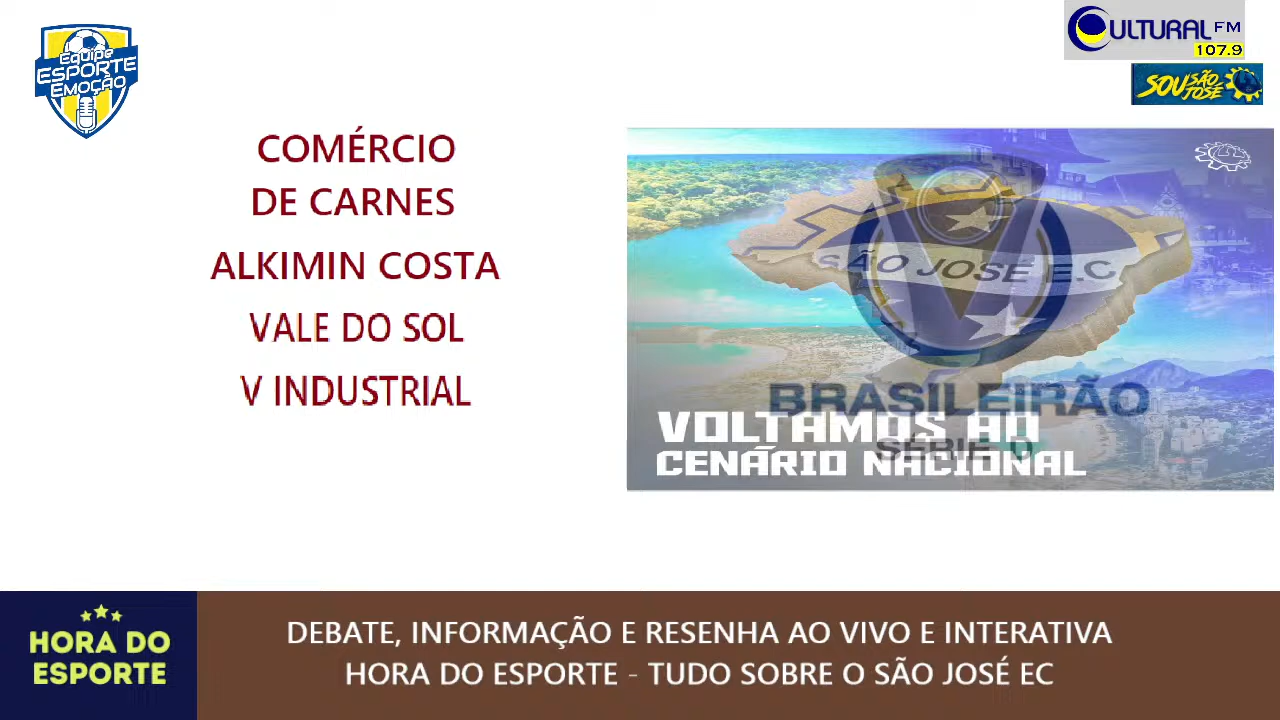 Equipe
ESPORTE
EMOÇÃO
CULTURAL FM
107.9
SOU SÃO JOSÉ
COMÉRCIO
DE CARNES
ALKIMIN COSTA
VALE DO SOL
V INDUSTRIAL
SÃO JOSÉ E.C
BRASILEIRÃO
SÉRIE D
VOLTAMOS AO
CENÁRIO NACIONAL
HORA DO
ESPORTE
DEBATE, INFORMAÇÃO E RESENHA AO VIVO E INTERATIVA
HORA DO ESPORTE - TUDO SOBRE O SÃO JOSÉ EC